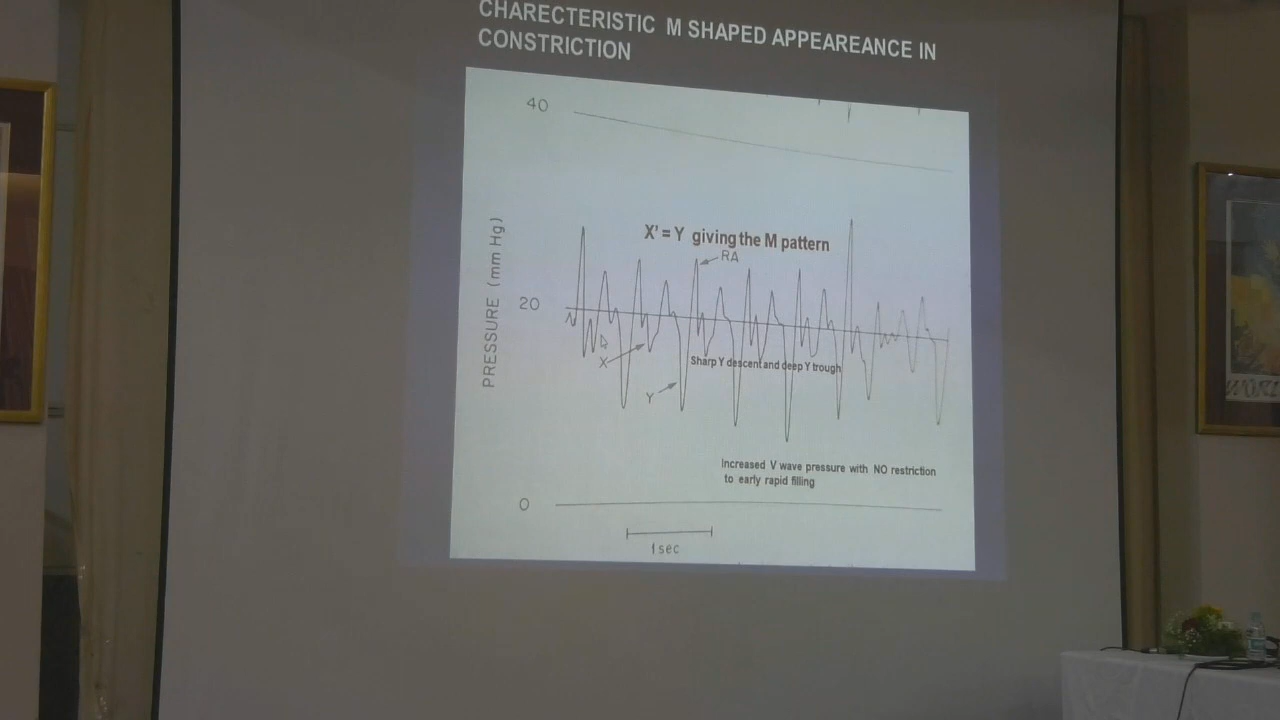 CHARECTERISTIC M SHAPED APPEAREANCE IN
CONSTRICTION
40
X' = Y giving the M pattern
RA
PRESSURE (mm Hg)
20
X
Sharp Y descent and deep Y trough
Y
Increased V wave pressure with NO restriction
to early rapid filling
0
1 sec